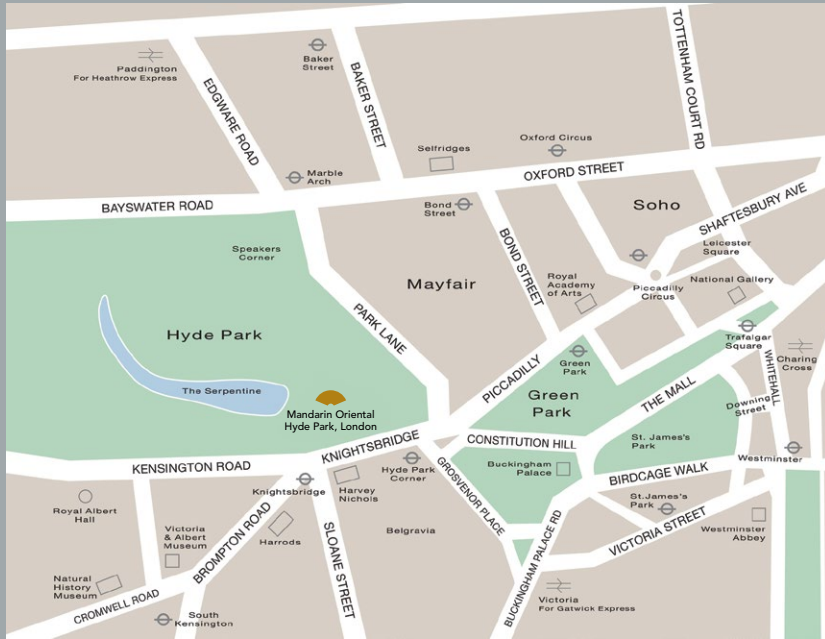 Paddington
For Heathrow Express
EDGWARE ROAD
Baker
Street
BAKER STREET
TOTTENHAM COURT RD
Selfridges
Oxford Circus
Marble
Arch
OXFORD STREET
BAYSWATER ROAD
Bond
Street
Soho
SHAFTESBURY AVE
Speakers
Corner
BOND STREET
Leicester
Square
Mayfair
Royal
Academy
of Arts
National Gallery
Piccadilly
Circus
Hyde Park
PARK LANE
Trafalgar
Square
Charing
Cross
WHITEHALL
PICCADILLY
Green
Park
The Serpentine
Green
Park
THE MALL
Downing
Street
Mandarin Oriental
Hyde Park, London
KNIGHTSBRIDGE
CONSTITUTION HILL
St. James's
Park
KENSINGTON ROAD
Hyde Park
Corner
GROSVENOR PLACE
Buckingham
Palace
BIRDCAGE WALK
Westminster
Knightsbridge
Harvey
Nichols
Royal Albert
Hall
BROMPTON ROAD
St.James's
Park
Westminster
Abbey
Victoria
& Albert
Museum
Harrods
SLOANE STREET
Belgravia
VICTORIA STREET
BUCKINGHAM PALACE RD
Natural
History
Museum
CROMWELL ROAD
South
Kensington
Victoria
For Gatwick Express